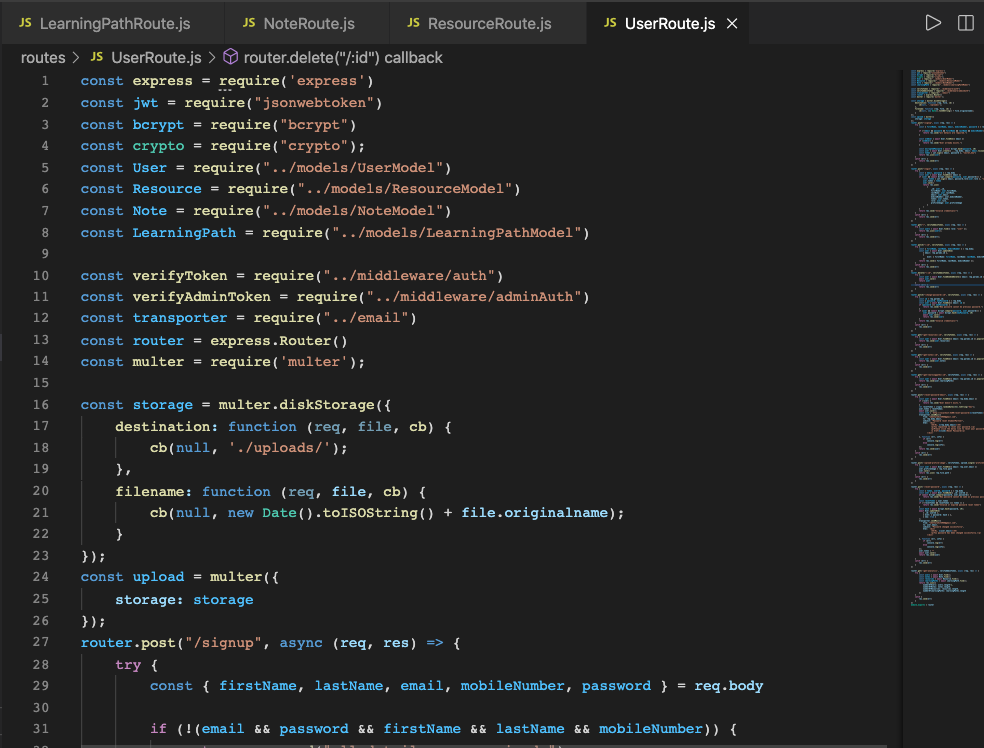 JS LearningPathRoute.js JS NoteRoute.js JS ResourceRoute.js JS UserRoute.js
routes > JS UserRoute.js > router.delete("/:id") callback
1 const express = require('express')
2 const jwt = require("jsonwebtoken")
3 const bcrypt = require("bcrypt")
4 const crypto = require("crypto");
5 const User = require("../models/UserModel")
6 const Resource = require("../models/ResourceModel")
7 const Note = require("../models/NoteModel")
8 const LearningPath = require("../models/LearningPathModel")
9
10 const verifyToken = require("../middleware/auth")
11 const verifyAdminToken = require("../middleware/adminAuth")
12 const transporter = require("../email")
13 const router = express.Router()
14 const multer = require('multer');
15
16 const storage = multer.diskStorage({
17 destination: function (req, file, cb) {
18 cb(null, './uploads/');
19 },
20 filename: function (req, file, cb) {
21 cb(null, new Date().toISOString() + file.originalname);
22 }
23 });
24 const upload = multer({
25 storage: storage
26 });
27 router.post("/signup", async (req, res) => {
28 try {
29 const { firstName, lastName, email, mobileNumber, password } = req.body
30
31 if (!(email && password && firstName && lastName && mobileNumber)) {